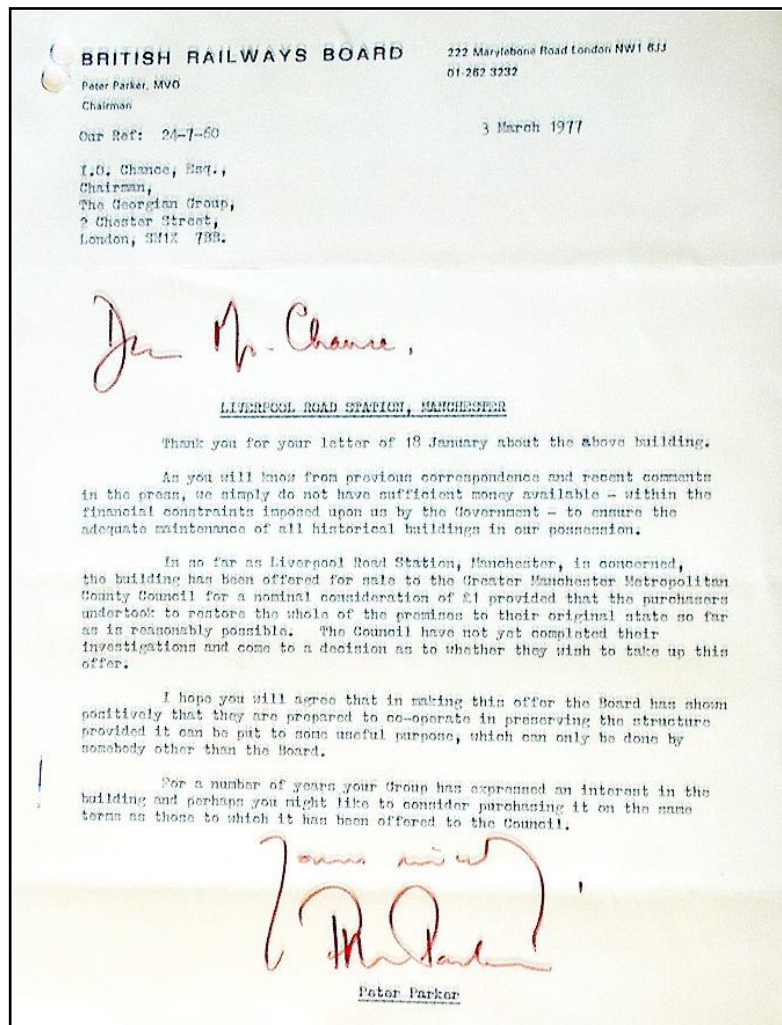 BRITISH RAILWAYS BOARD
222 Marylebone Road London NW1 6JJ
01-262 3232
Peter Parker, MVO
Chairman
Our Ref: 24-7-60
3 March 1977
I.O. Chance, Esq.,
Chairman,
The Georgian Group,
2 Chester Street,
London, SW1X 7BB.
Dear Mr. Chance,
LIVERPOOL ROAD STATION, MANCHESTER
Thank you for your letter of 18 January about the above building.
As you will know from previous correspondence and recent comments
in the press, we simply do not have sufficient money available - within the
financial constraints imposed upon us by the Government - to ensure the
adequate maintenance of all historical buildings in our possession.
In so far as Liverpool Road Station, Manchester, is concerned,
the building has been offered for sale to the Greater Manchester Metropolitan
County Council for a nominal consideration of £1 provided that the purchasers
undertook to restore the whole of the premises to their original state so far
as is reasonably possible. The Council have not yet completed their
investigations and come to a decision as to whether they wish to take up this
offer.
I hope you will agree that in making this offer the Board has shown
positively that they are prepared to co-operate in preserving the structure
provided it can be put to some useful purpose, which can only be done by
somebody other than the Board.
For a number of years your Group has expressed an interest in the
building and perhaps you might like to consider purchasing it on the same
terms as those to which it has been offered to the Council.
Yours
Peter Parker
Peter Parker